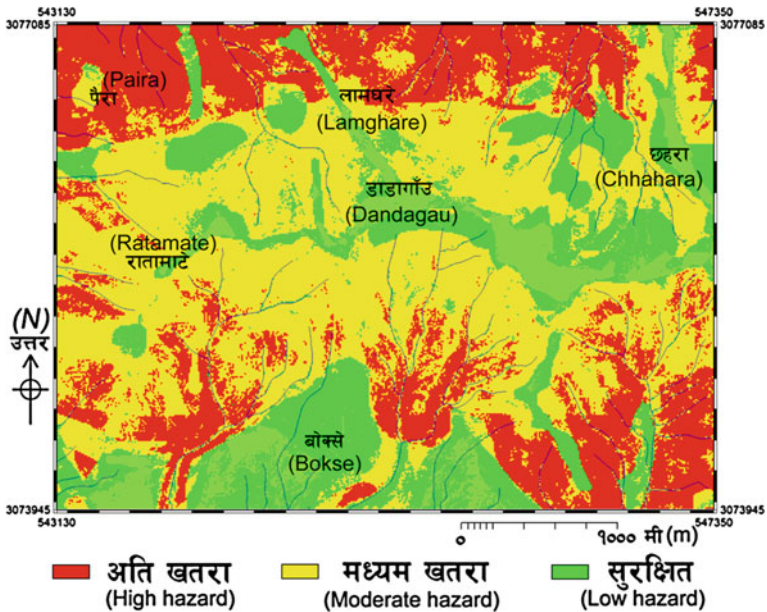 543130 547350
3077085 3077085
(Paira)
पैरा
लामघरे
(Lamghare)
छहरा
(Chhahara)
डाडागाँउ
(Dandagau)
(Ratamate)
रातामाटे
(N)
उत्तर
बोक्से
(Bokse)
3073945 3073945
543130 547350
० १००० मी (m)
अति खतरा मध्यम खतरा सुरक्षित
(High hazard) (Moderate hazard) (Low hazard)